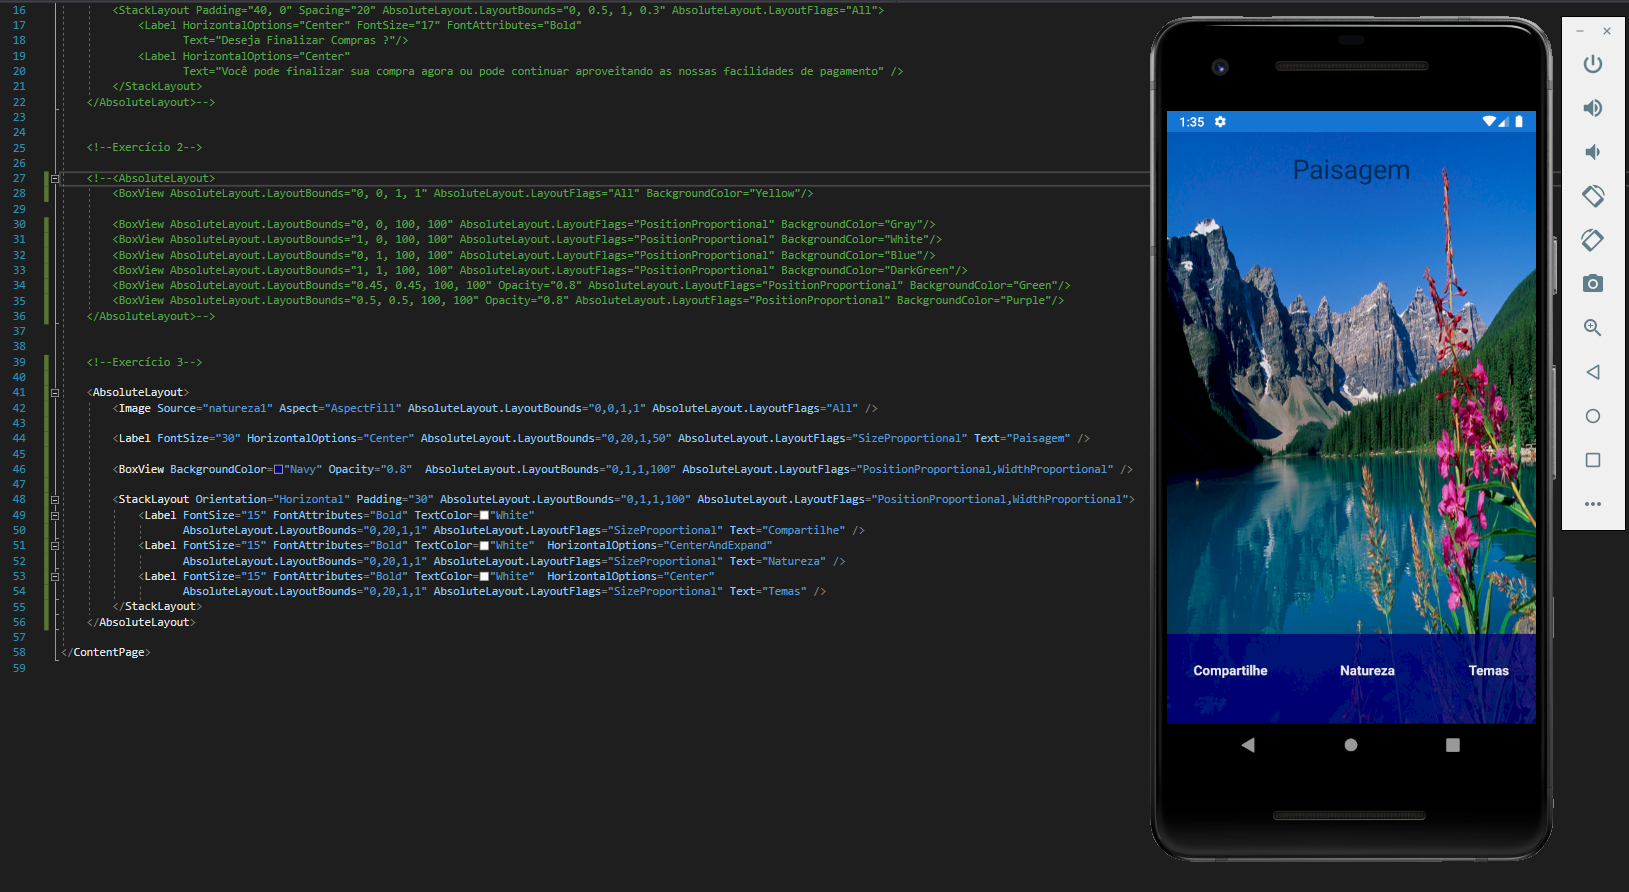 16 <StackLayout Padding="40, 0" Spacing="20" AbsoluteLayout.LayoutBounds="0, 0.5, 1, 0.3" AbsoluteLayout.LayoutFlags="All">
17 <Label HorizontalOptions="Center" FontSize="17" FontAttributes="Bold"
18 Text="Deseja Finalizar Compras ?"/>
19 <Label HorizontalOptions="Center"
20 Text="Você pode finalizar sua compra agora ou pode continuar aproveitando as nossas facilidades de pagamento" />
21 </StackLayout>
22 </AbsoluteLayout>-->
23
24
25 <!--Exercício 2-->
26
27 <!--<AbsoluteLayout>
28 <BoxView AbsoluteLayout.LayoutBounds="0, 0, 1, 1" AbsoluteLayout.LayoutFlags="All" BackgroundColor="Yellow"/>
29
30 <BoxView AbsoluteLayout.LayoutBounds="0, 0, 100, 100" AbsoluteLayout.LayoutFlags="PositionProportional" BackgroundColor="Gray"/>
31 <BoxView AbsoluteLayout.LayoutBounds="1, 0, 100, 100" AbsoluteLayout.LayoutFlags="PositionProportional" BackgroundColor="White"/>
32 <BoxView AbsoluteLayout.LayoutBounds="0, 1, 100, 100" AbsoluteLayout.LayoutFlags="PositionProportional" BackgroundColor="Blue"/>
33 <BoxView AbsoluteLayout.LayoutBounds="1, 1, 100, 100" AbsoluteLayout.LayoutFlags="PositionProportional" BackgroundColor="DarkGreen"/>
34 <BoxView AbsoluteLayout.LayoutBounds="0.45, 0.45, 100, 100" Opacity="0.8" AbsoluteLayout.LayoutFlags="PositionProportional" BackgroundColor="Green"/>
35 <BoxView AbsoluteLayout.LayoutBounds="0.5, 0.5, 100, 100" Opacity="0.8" AbsoluteLayout.LayoutFlags="PositionProportional" BackgroundColor="Purple"/>
36 </AbsoluteLayout>-->
37
38
39 <!--Exercício 3-->
40
41 <AbsoluteLayout>
42 <Image Source="natureza1" Aspect="AspectFill" AbsoluteLayout.LayoutBounds="0,0,1,1" AbsoluteLayout.LayoutFlags="All" />
43
44 <Label FontSize="30" HorizontalOptions="Center" AbsoluteLayout.LayoutBounds="0,20,1,50" AbsoluteLayout.LayoutFlags="SizeProportional" Text="Paisagem" />
45
46 <BoxView BackgroundColor="Navy" Opacity="0.8"  AbsoluteLayout.LayoutBounds="0,1,1,100" AbsoluteLayout.LayoutFlags="PositionProportional,WidthProportional" />
47
48 <StackLayout Orientation="Horizontal" Padding="30" AbsoluteLayout.LayoutBounds="0,1,1,100" AbsoluteLayout.LayoutFlags="PositionProportional,WidthProportional">
49 <Label FontSize="15" FontAttributes="Bold" TextColor="White"
50 AbsoluteLayout.LayoutBounds="0,20,1,1" AbsoluteLayout.LayoutFlags="SizeProportional" Text="Compartilhe" />
51 <Label FontSize="15" FontAttributes="Bold" TextColor="White"  HorizontalOptions="CenterAndExpand"
52 AbsoluteLayout.LayoutBounds="0,20,1,1" AbsoluteLayout.LayoutFlags="SizeProportional" Text="Natureza" />
53 <Label FontSize="15" FontAttributes="Bold" TextColor="White"  HorizontalOptions="Center"
54 AbsoluteLayout.LayoutBounds="0,20,1,1" AbsoluteLayout.LayoutFlags="SizeProportional" Text="Temas" />
55 </StackLayout>
56 </AbsoluteLayout>
57
58 </ContentPage>
59
1:35
Paisagem
Compartilhe Natureza Temas